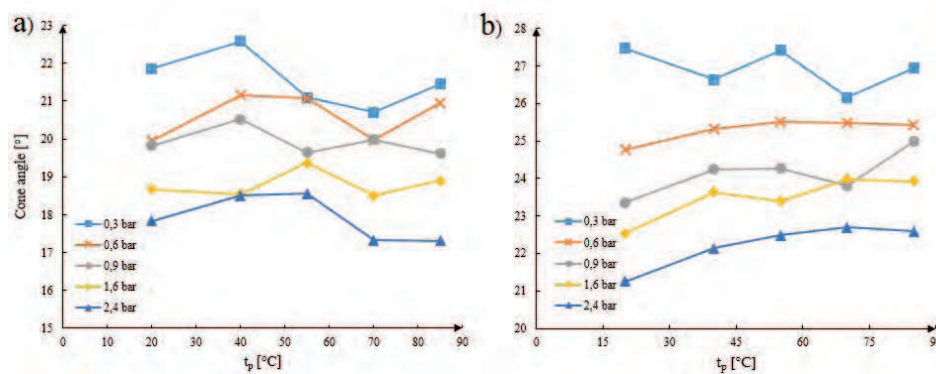 a)
23
22
21
20
19
18
17
16
15
Cone angle [°]
0,3 bar
0,6 bar
0,9 bar
1,6 bar
2,4 bar
0 10 20 30 40 50 60 70 80 90
tp [°C]
b)
28
27
26
25
24
23
22
21
20
0,3 bar
0,6 bar
0,9 bar
1,6 bar
2,4 bar
0 15 30 45 60 75 90
tp [°C]